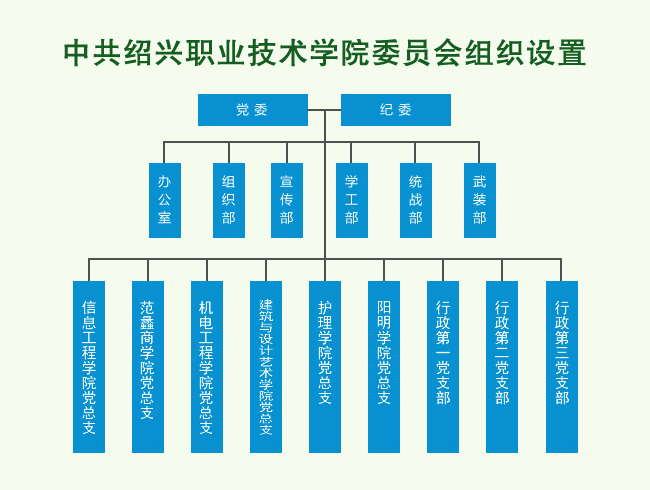 中共绍兴职业技术学院委员会组织设置
党委
纪委
办公室
组织部
宣传部
学工部
统战部
武装部
信息工程学院党总支
范蠡商学院党总支
机电工程学院党总支
建筑与设计艺术学院党总支
护理学院党总支
阳明学院党总支
行政第一党支部
行政第二党支部
行政第三党支部